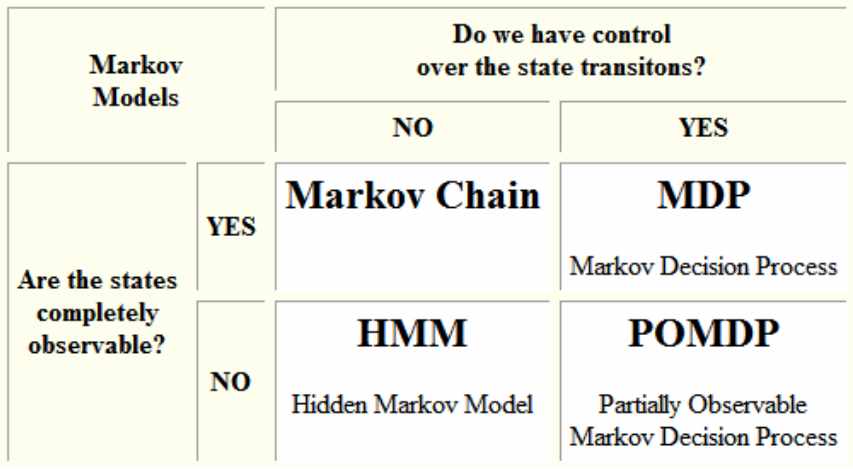 Markov
Models
Do we have control
over the state transitons?
NO
YES
Are the states
completely
observable?
YES
Markov Chain
MDP
Markov Decision Process
NO
HMM
Hidden Markov Model
POMDP
Partially Observable
Markov Decision Process